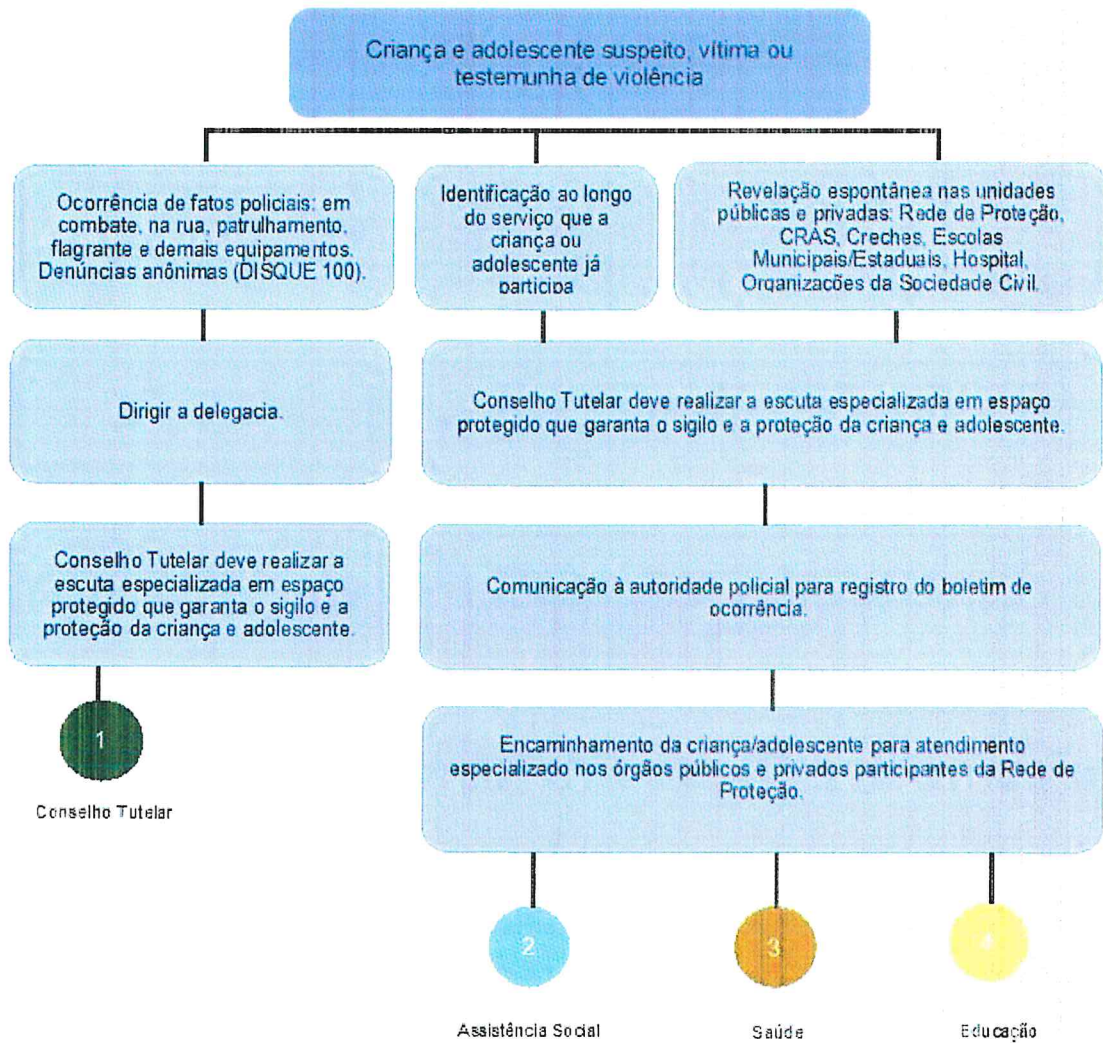 Criança e adolescente suspeito, vítima ou
testemunha de violência
Ocorrência de fatos policiais: em
combate, na rua, patrulhamento,
flagrante e demais equipamentos.
Denúncias anônimas (DISQUE 100).
Identificação ao longo
do serviço que a
criança ou
adolescente já
participa
Revelação espontânea nas unidades
públicas e privadas: Rede de Proteção,
CRAS, Creches, Escolas
Municipais/Estaduais, Hospital,
Organizações da Sociedade Civil.
Dirigir a delegacia.
Conselho Tutelar deve realizar a escuta especializada em espaço
protegido que garanta o sigilo e a proteção da criança e adolescente.
Conselho Tutelar deve realizar a
escuta especializada em espaço
protegido que garanta o sigilo e a
proteção da criança e adolescente.
Comunicação à autoridade policial para registro do boletim de
ocorrência.
1
Conselho Tutelar
Encaminhamento da criança/adolescente para atendimento
especializado nos órgãos públicos e privados participantes da Rede de
Proteção.
2
3
4
Assistência Social
Saúde
Educação